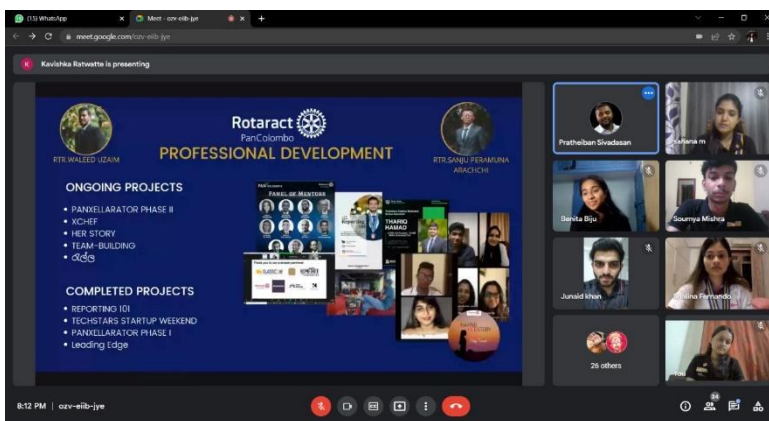 (15) WhatsApp
Meet - ozv-eiib-jye
meet.google.com/ozv-eiib-jye
K
Kavishka Ratwatte is presenting
Rotaract
PanColombo
PROFESSIONAL DEVELOPMENT
RTR.WALEED UZAIM
RTR.SANJU PERAMUNA
ARACHCHI
ONGOING PROJECTS
• PANXELLARATOR PHASE II
• XCHEF
• HER STORY
• TEAM-BUILDING
COMPLETED PROJECTS
• REPORTING 101
• TECHSTARS STARTUP WEEKEND
• PANXELLARATOR PHASE I
• Leading Edge
PANEL OF MENTORS
THARIQ
HAMAD
Pratheiban Sivadasan
Benita Biju
Soumya Mishra
Junaid khan
Fernando
26 others
You
8:12 PM | ozv-eiib-jye
34